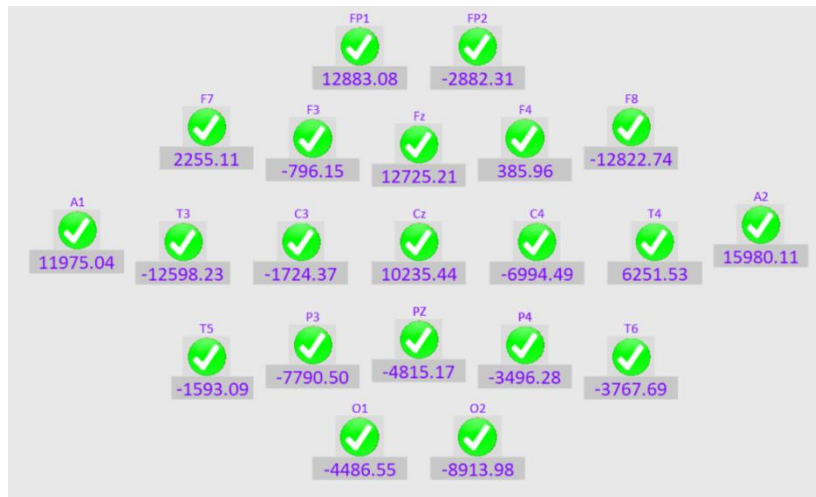 FP1 FP2
12883.08 -2882.31
F7 F3 Fz F4 F8
2255.11 -796.15 12725.21 385.96 -12822.74
A1 T3 C3 Cz C4 T4 A2
11975.04 -12598.23 -1724.37 10235.44 -6994.49 6251.53 15980.11
T5 P3 PZ P4 T6
-1593.09 -7790.50 -4815.17 -3496.28 -3767.69
O1 O2
-4486.55 -8913.98